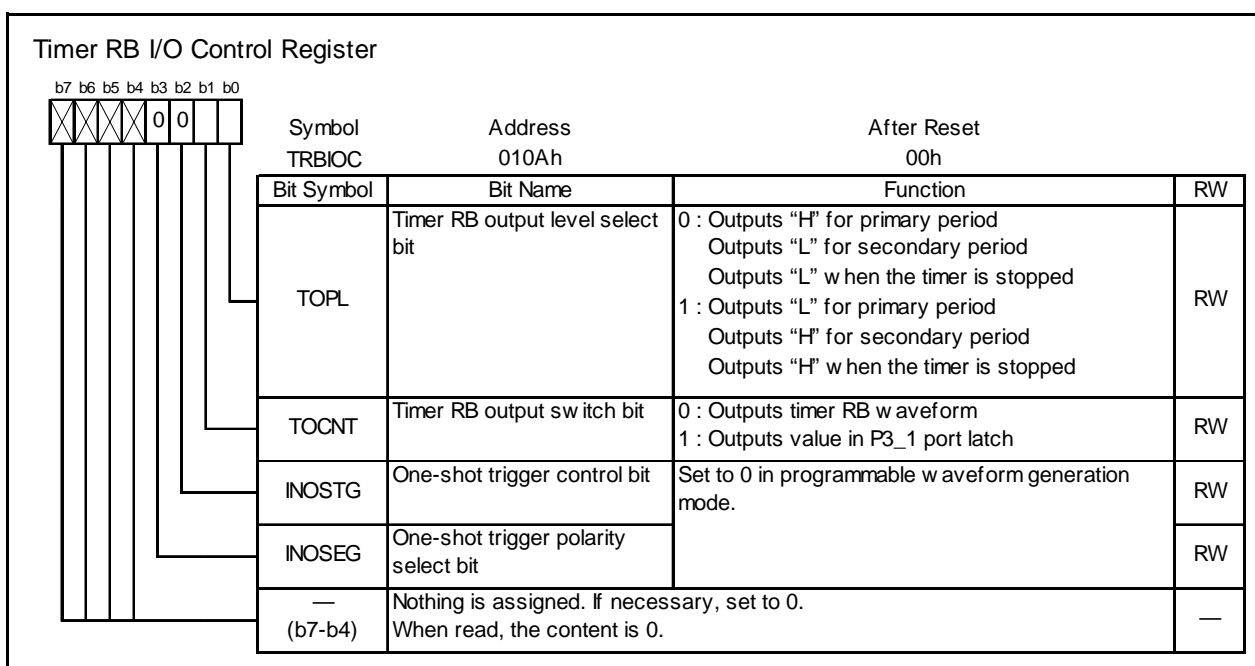 Timer RB I/O Control Register
b7 b6 b5 b4 b3 b2 b1 b0
0 0
Symbol Address After Reset
TRBIOC 010Ah 00h
Bit Symbol Bit Name Function RW
TOPL Timer RB output level select bit 0 : Outputs “H” for primary period
Outputs “L” for secondary period
Outputs “L” when the timer is stopped
1 : Outputs “L” for primary period
Outputs “H” for secondary period
Outputs “H” when the timer is stopped
RW
TOCNT Timer RB output switch bit 0 : Outputs timer RB waveform
1 : Outputs value in P3_1 port latch
RW
INOSTG One-shot trigger control bit Set to 0 in programmable waveform generation
mode.
RW
INOSEG One-shot trigger polarity
select bit
RW
—
(b7-b4)
Nothing is assigned. If necessary, set to 0.
When read, the content is 0.
—